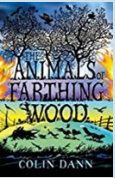 THE
ANIMALS of
FARTHING
WOOD
COLIN DANN